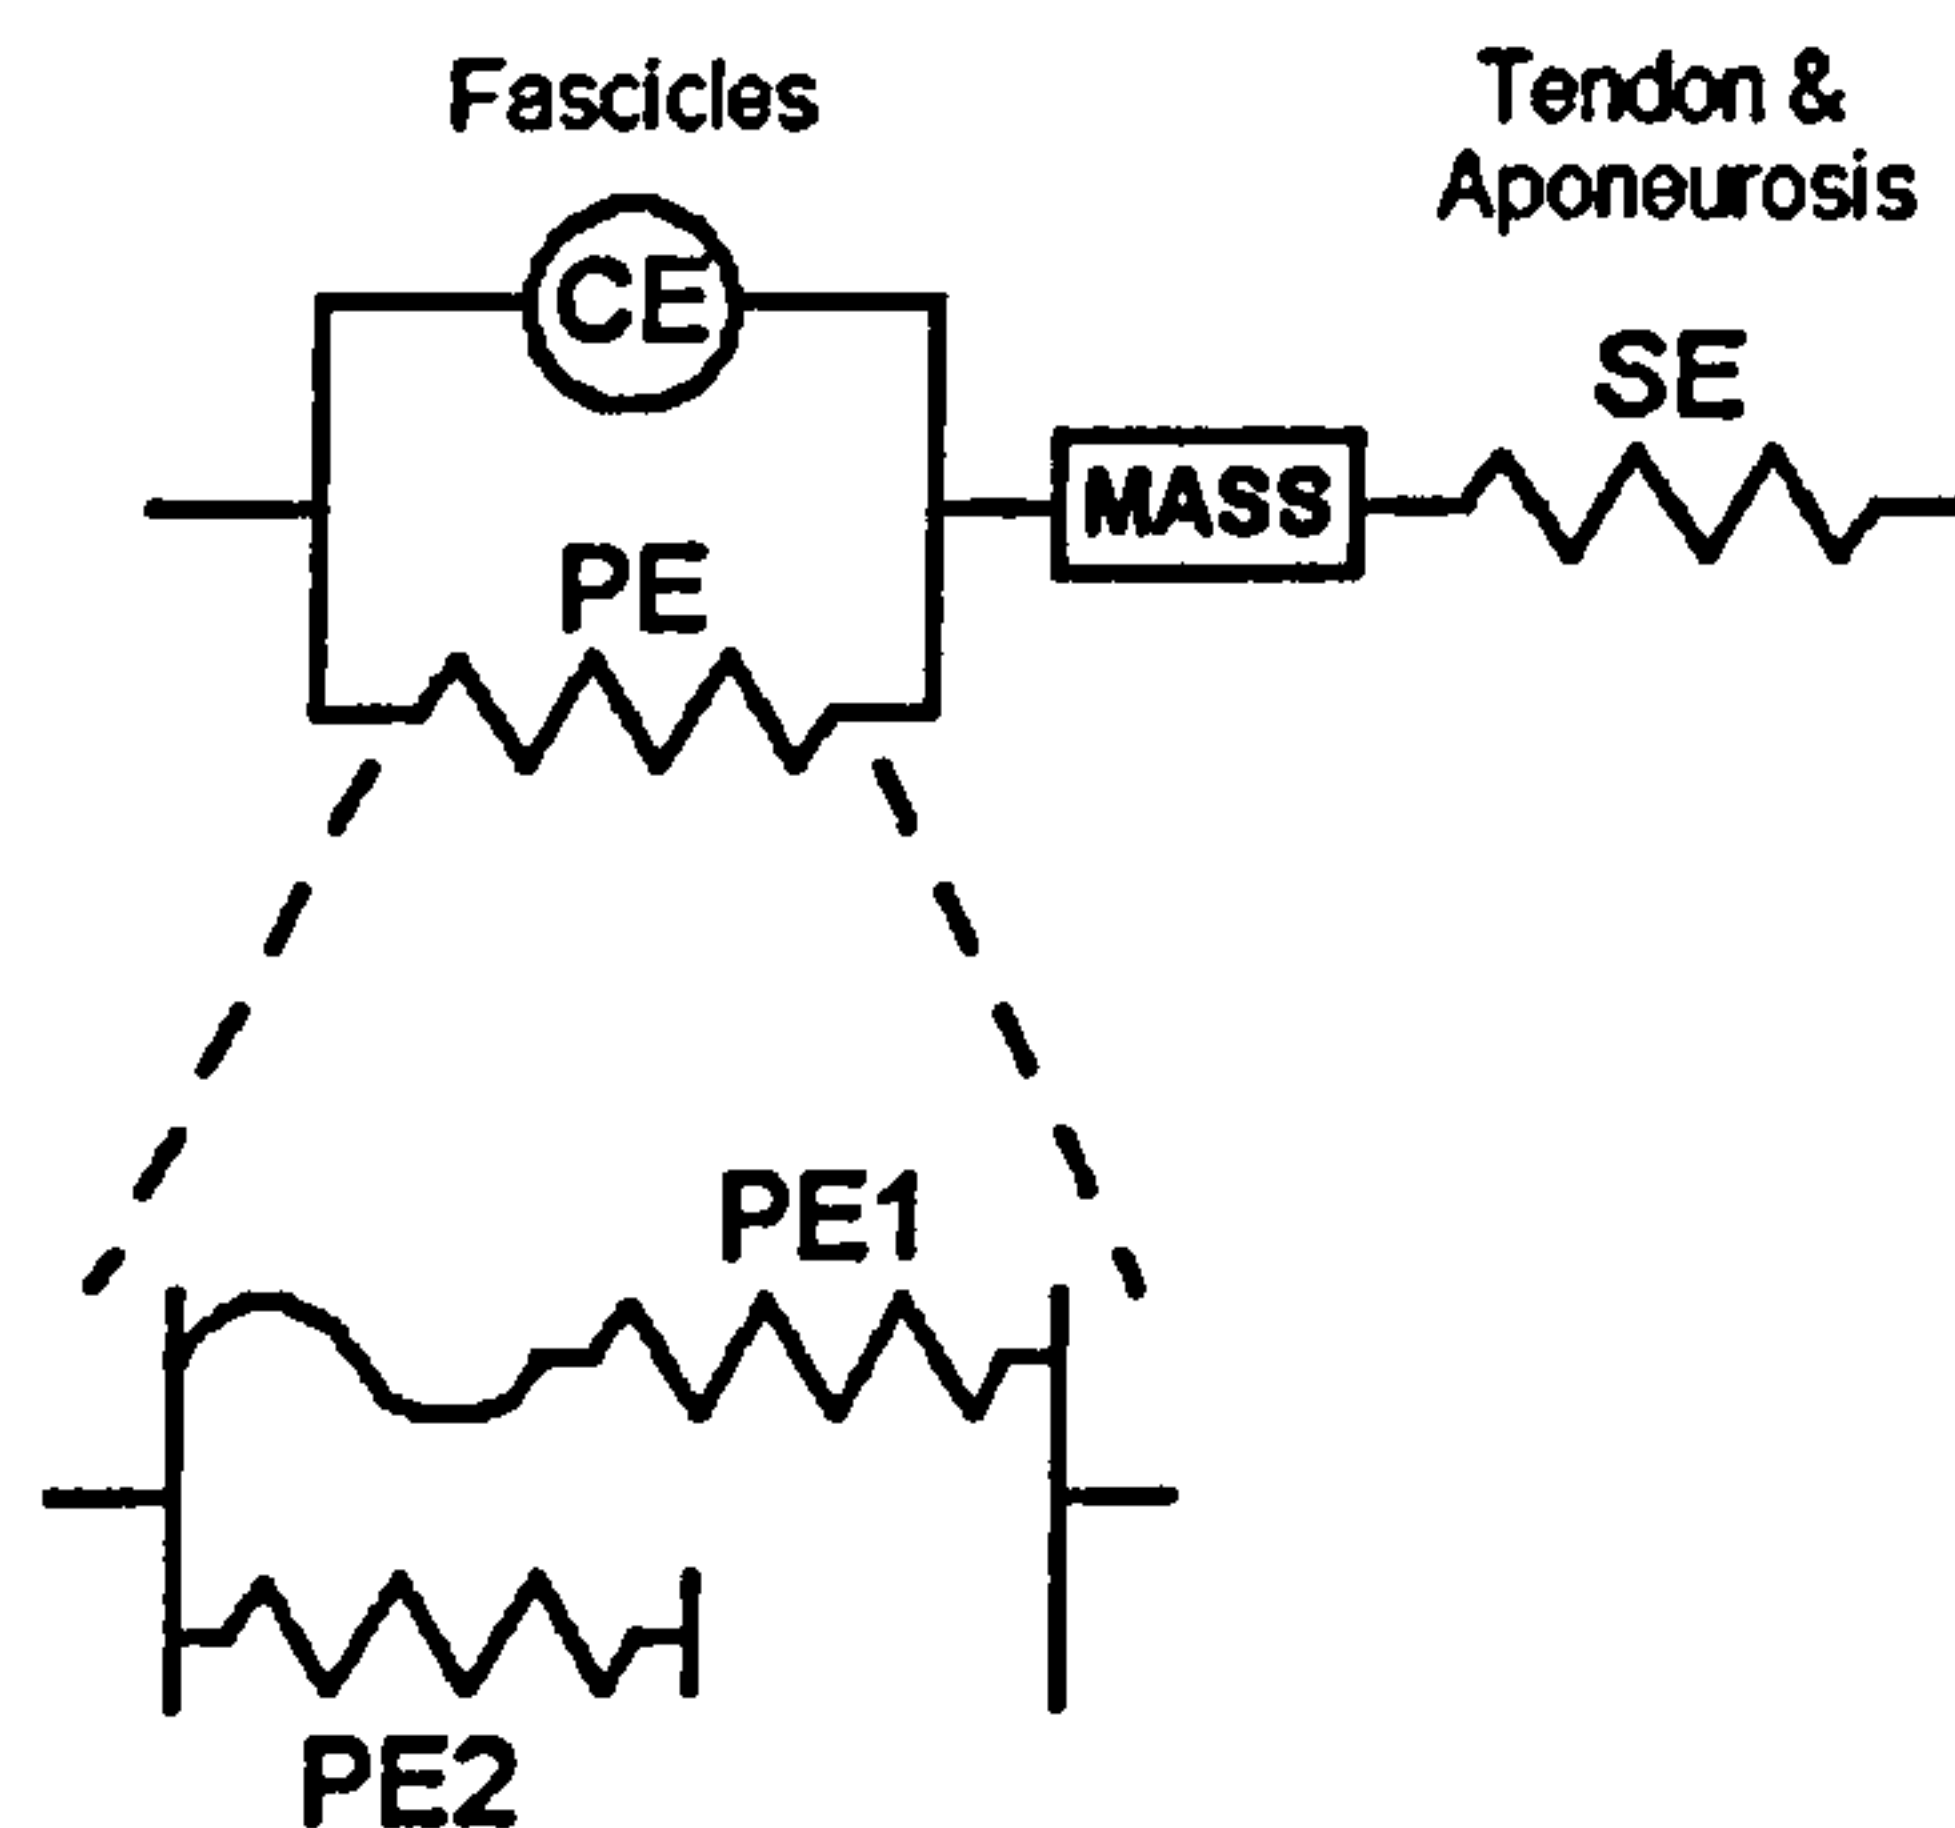 Fascicles
Tendon &
Aponeurosis
CE
SE
MASS
PE
PE1
PE2